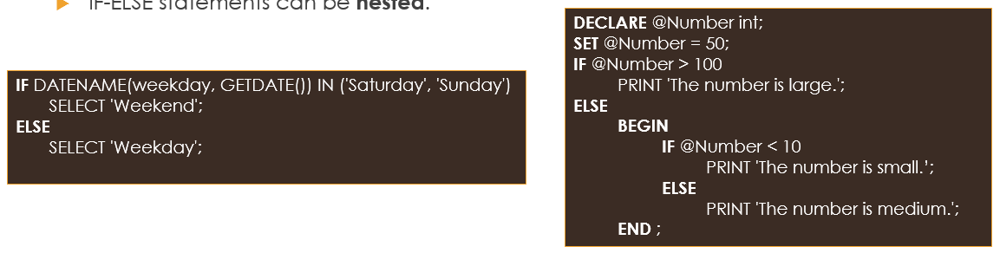 IF-ELSE statements can be nested.
IF DATENAME(weekday, GETDATE()) IN ('Saturday', 'Sunday')
SELECT 'Weekend';
ELSE
SELECT 'Weekday';
DECLARE @Number int;
SET @Number = 50;
IF @Number > 100
PRINT 'The number is large.';
ELSE
BEGIN
IF @Number < 10
PRINT 'The number is small.';
ELSE
PRINT 'The number is medium.';
END ;